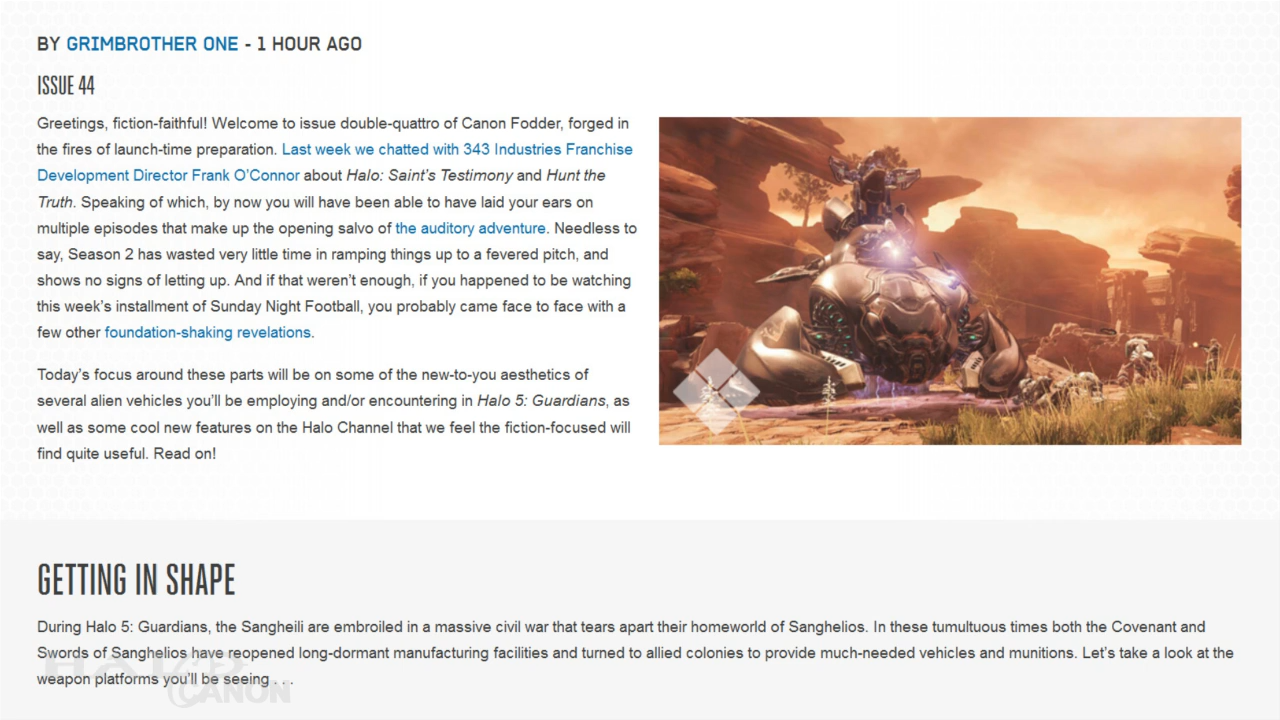 BY GRIMBROTHER ONE - 1 HOUR AGO
ISSUE 44
Greetings, fiction-faithful! Welcome to issue double-quattro of Canon Fodder, forged in
the fires of launch-time preparation. Last week we chatted with 343 Industries Franchise
Development Director Frank O’Connor about Halo: Saint’s Testimony and Hunt the
Truth. Speaking of which, by now you will have been able to have laid your ears on
multiple episodes that make up the opening salvo of the auditory adventure. Needless to
say, Season 2 has wasted very little time in ramping things up to a fevered pitch, and
shows no signs of letting up. And if that weren’t enough, if you happened to be watching
this week’s installment of Sunday Night Football, you probably came face to face with a
few other foundation-shaking revelations.
Today’s focus around these parts will be on some of the new-to-you aesthetics of
several alien vehicles you’ll be employing and/or encountering in Halo 5: Guardians, as
well as some cool new features on the Halo Channel that we feel the fiction-focused will
find quite useful. Read on!
GETTING IN SHAPE
During Halo 5: Guardians, the Sangheili are embroiled in a massive civil war that tears apart their homeworld of Sanghelios. In these tumultuous times both the Covenant and
Swords of Sanghelios have reopened long-dormant manufacturing facilities and turned to allied colonies to provide much-needed vehicles and munitions. Let’s take a look at the
weapon platforms you’ll be seeing . . .
HALO
CANON